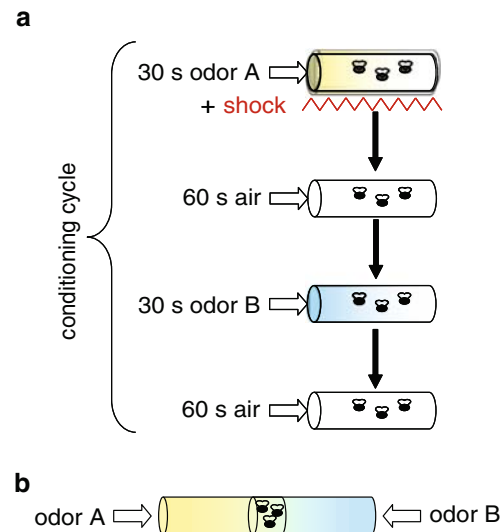 a
30 s odor A
+ shock
60 s air
conditioning cycle
30 s odor B
60 s air
b
odor A
odor B